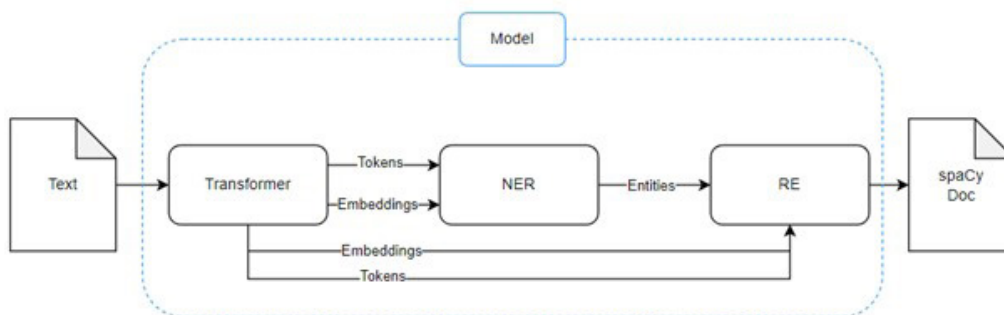 Model
Text
Transformer
Tokens
Embeddings
NER
Entities
RE
spaCy
Doc
Embeddings
Tokens